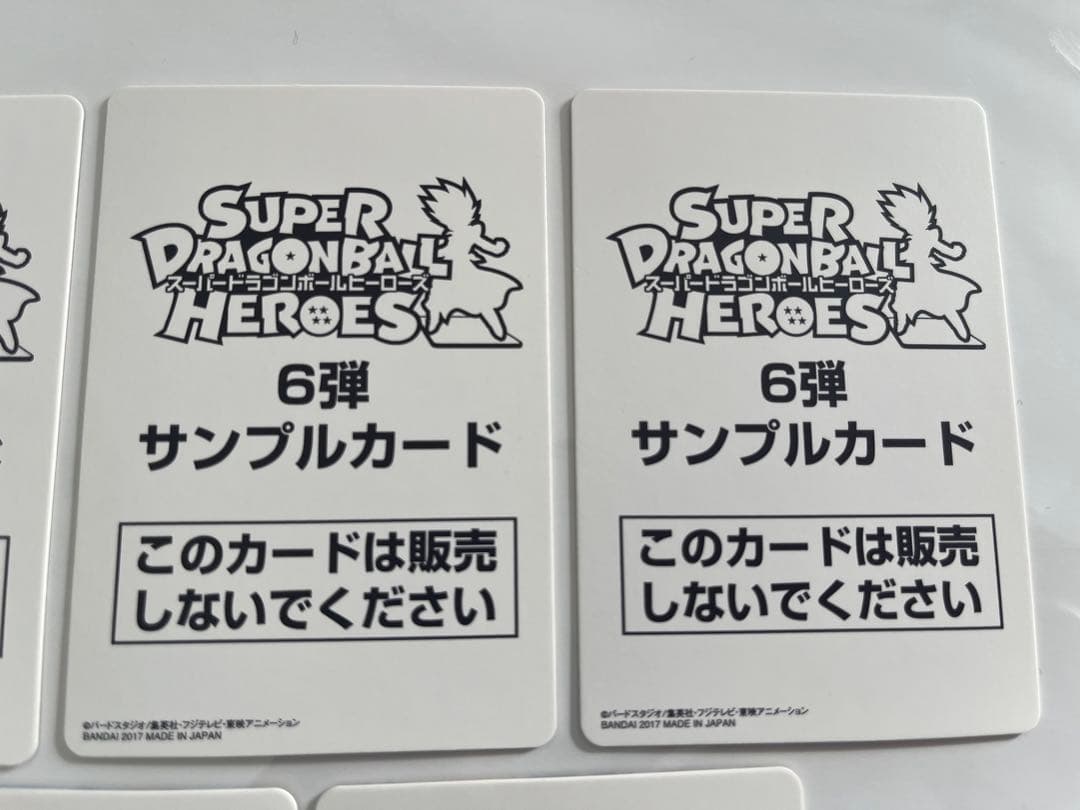 SUPER
DRAGONBALL
スーパードラゴンボールヒーローズ
HEROES
6弾
サンプルカード
このカードは販売
しないでください
©バードスタジオ/集英社・フジテレビ・東映アニメーション
BANDAI 2017 MADE IN JAPAN
SUPER
DRAGONBALL
スーパードラゴンボールヒーローズ
HEROES
6弾
サンプルカード
このカードは販売
しないでください
©バードスタジオ/集英社・フジテレビ・東映アニメーション
BANDAI 2017 MADE IN JAPAN